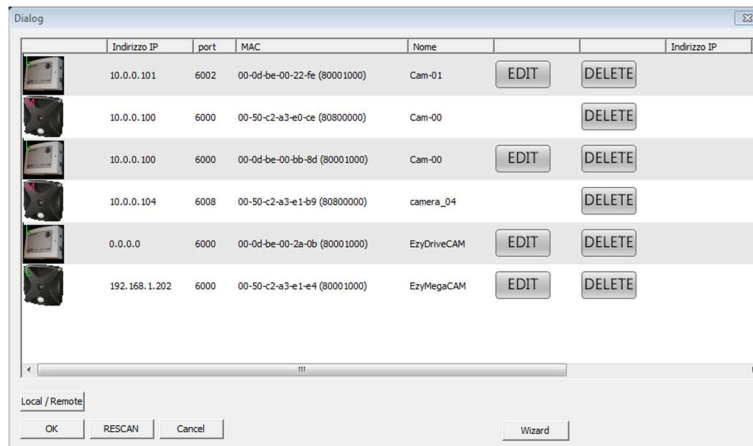 Dialog
Indirizzo IP port MAC Nome Indirizzo IP
10.0.0.101 6002 00-0d-be-00-22-fe (80001000) Cam-01 EDIT DELETE
10.0.0.100 6000 00-50-c2-a3-e0-ce (80800000) Cam-00 DELETE
10.0.0.100 6000 00-0d-be-00-bb-8d (80001000) Cam-00 EDIT DELETE
10.0.0.104 6008 00-50-c2-a3-e1-b9 (80800000) camera_04 DELETE
0.0.0.0 6000 00-0d-be-00-2a-0b (80001000) EzyDriveCAM EDIT DELETE
192.168.1.202 6000 00-50-c2-a3-e1-e4 (80001000) EzyMegaCAM EDIT DELETE
Local / Remote
OK RESCAN Cancel Wizard